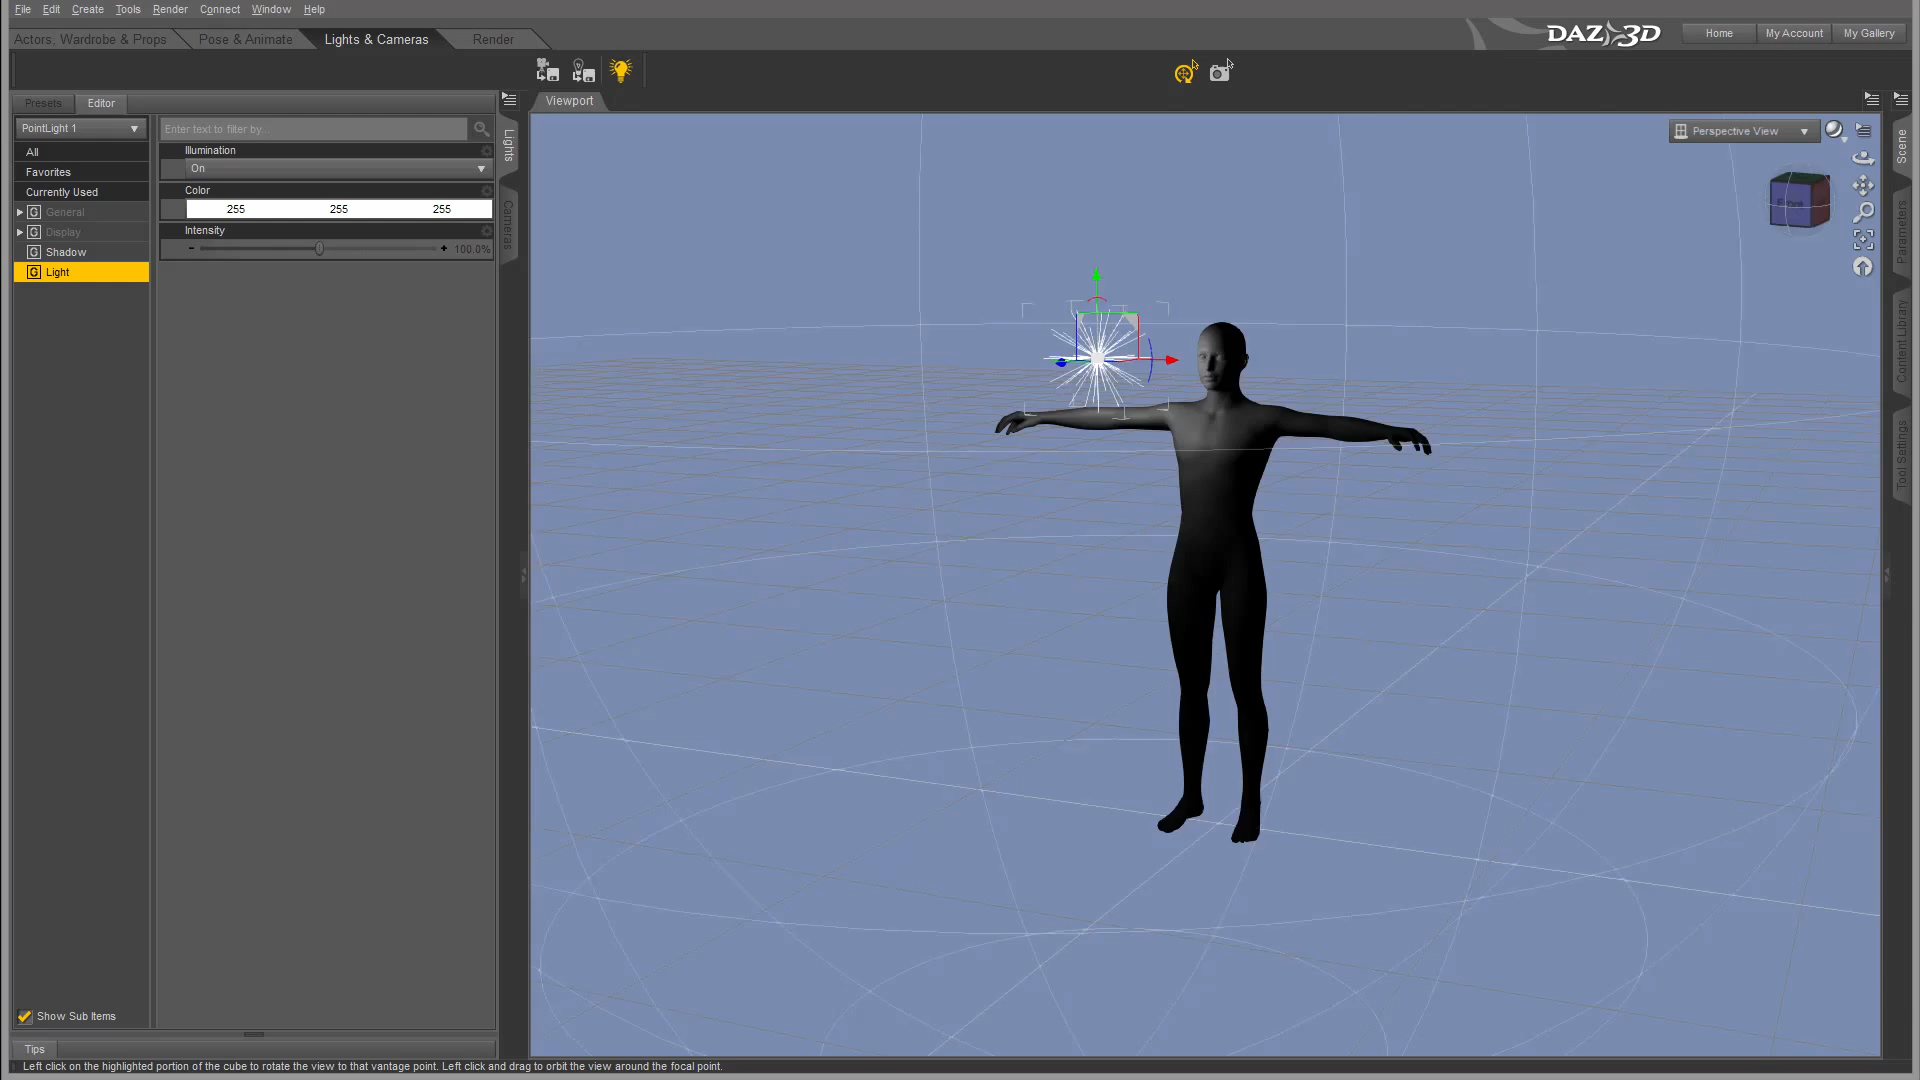 File Edit Create Tools Render Connect Window Help
Actors, Wardrobe & Props Pose & Animate Lights & Cameras Render
DAZ 3D Home My Account My Gallery
Presets Editor
Viewport
PointLight 1
Enter text to filter by...
Perspective View
All
Favorites
Currently Used
General
Display
Shadow
Light
Illumination
On
Color
255 255 255
Intensity
100.0%
Lights
Cameras
Front
Scene
Parameters
Content Library
Tool Settings
Show Sub Items
Tips
Left click on the highlighted portion of the cube to rotate the view to that vantage point. Left click and drag to orbit the view around the focal point.